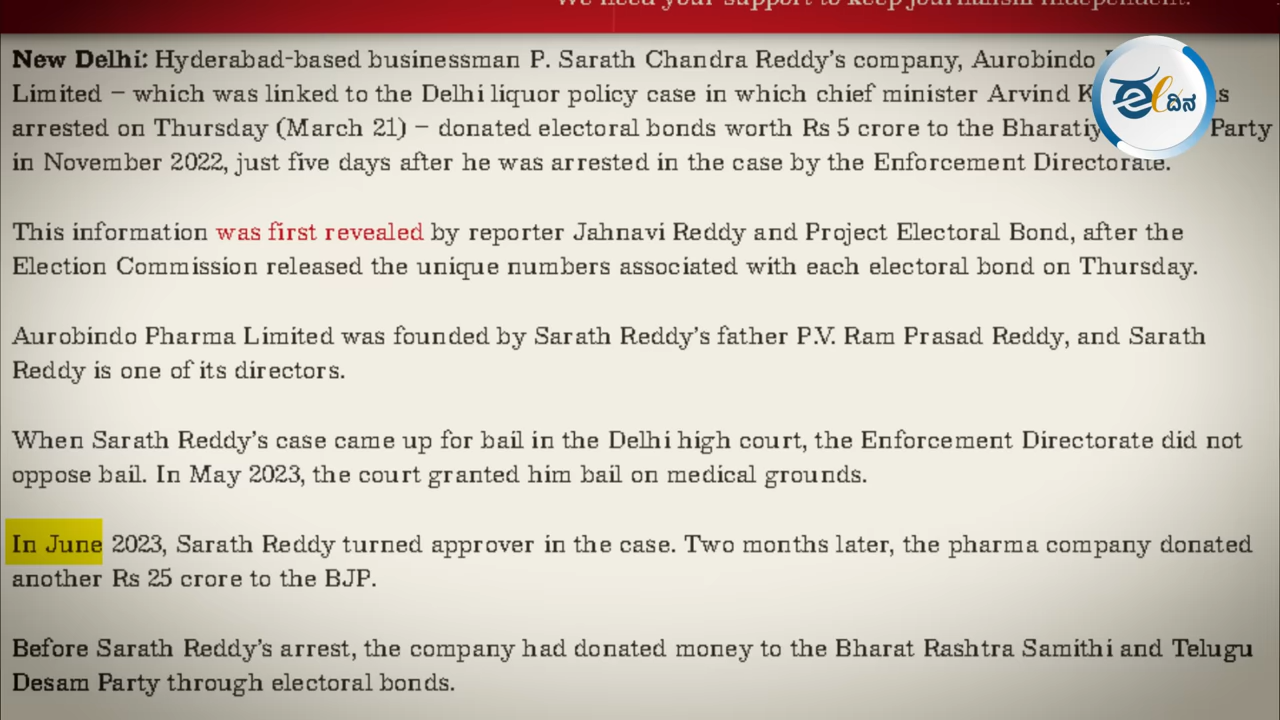 We need your support to keep journalism independent.
New Delhi: Hyderabad-based businessman P. Sarath Chandra Reddy's company, Aurobindo
Limited – which was linked to the Delhi liquor policy case in which chief minister Arvind
arrested on Thursday (March 21) – donated electoral bonds worth Rs 5 crore to the Party
in November 2022, just five days after he was arrested in the case by the Enforcement Directorate.
eದಿನ
This information was first revealed by reporter Jahnavi Reddy and Project Electoral Bond, after the
Election Commission released the unique numbers associated with each electoral bond on Thursday.
Aurobindo Pharma Limited was founded by Sarath Reddy's father P.V. Ram Prasad Reddy, and Sarath
Reddy is one of its directors.
When Sarath Reddy's case came up for bail in the Delhi high court, the Enforcement Directorate did not
oppose bail. In May 2023, the court granted him bail on medical grounds.
In June 2023, Sarath Reddy turned approver in the case. Two months later, the pharma company donated
another Rs 25 crore to the BJP.
Before Sarath Reddy's arrest, the company had donated money to the Bharat Rashtra Samithi and Telugu
Desam Party through electoral bonds.